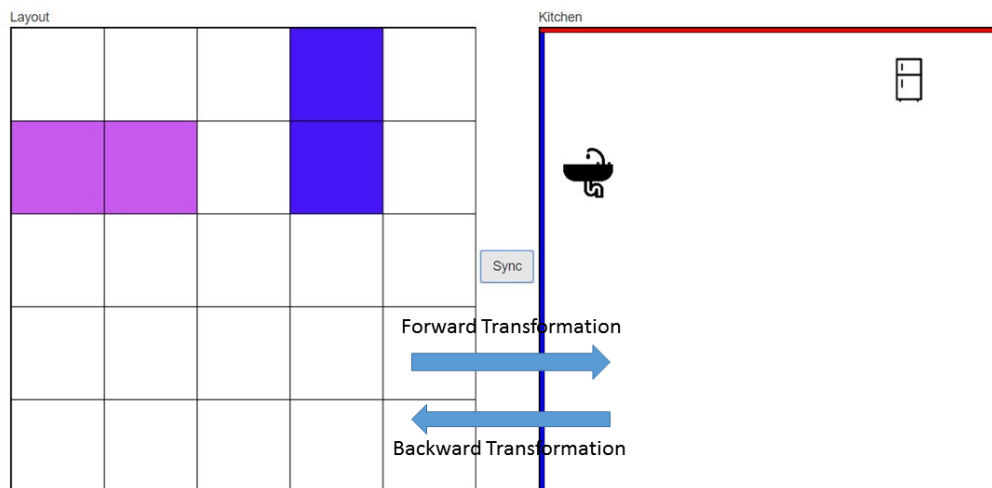 Layout
Kitchen
Sync
Forward Transformation
Backward Transformation